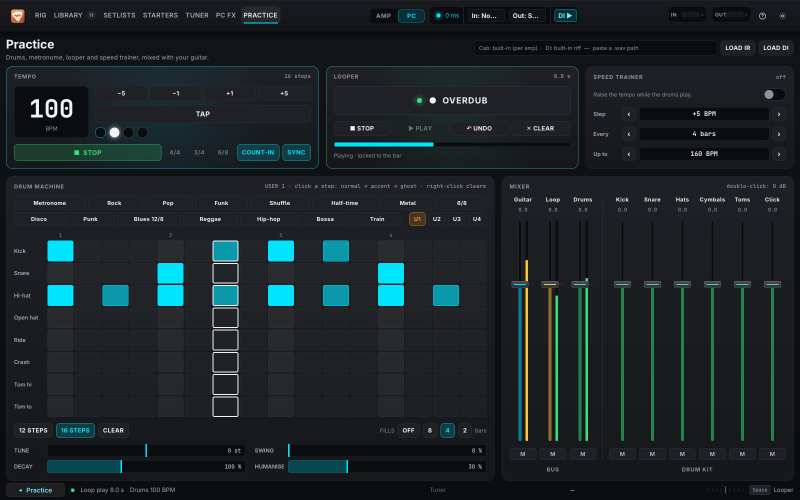 RIG LIBRARY 11 SETLISTS STARTERS TUNER PC FX PRACTICE
AMP PC 0 ms In: No... Out: S... DI ▶ IN OUT
Practice
Drums, metronome, looper and speed trainer, mixed with your guitar.
Cab: built-in (per amp) · DI: built-in riff — paste a .wav path
LOAD IR LOAD DI
TEMPO 16 steps
100
BPM
−5 −1 +1 +5
TAP
STOP 4/4 3/4 6/8 COUNT-IN SYNC
LOOPER 8.0 s
OVERDUB
STOP ▶ PLAY ↶ UNDO × CLEAR
Playing · locked to the bar
SPEED TRAINER off
Raise the tempo while the drums play.
Step ‹ +5 BPM ›
Every ‹ 4 bars ›
Up to ‹ 160 BPM ›
DRUM MACHINE USER 1 · click a step: normal → accent → ghost · right-click clears
Metronome Rock Pop Funk Shuffle Half-time Metal 6/8
Disco Punk Blues 12/8 Reggae Hip-hop Bossa Train U1 U2 U3 U4
1 2 3 4
Kick
Snare
Hi-hat
Open hat
Ride
Crash
Tom hi
Tom lo
12 STEPS 16 STEPS CLEAR FILLS OFF 8 4 2 bars
TUNE 0 st SWING 0 %
DECAY 100 % HUMANISE 30 %
MIXER double-click: 0 dB
Guitar Loop Drums Kick Snare Hats Cymbals Toms Click
0.0 0.0 0.0 0.0 0.0 0.0 0.0 0.0 0.0
M M M M M M M M M
BUS DRUM KIT
◂ Practice Loop play 8.0 s Drums 100 BPM Tuner — Space Looper